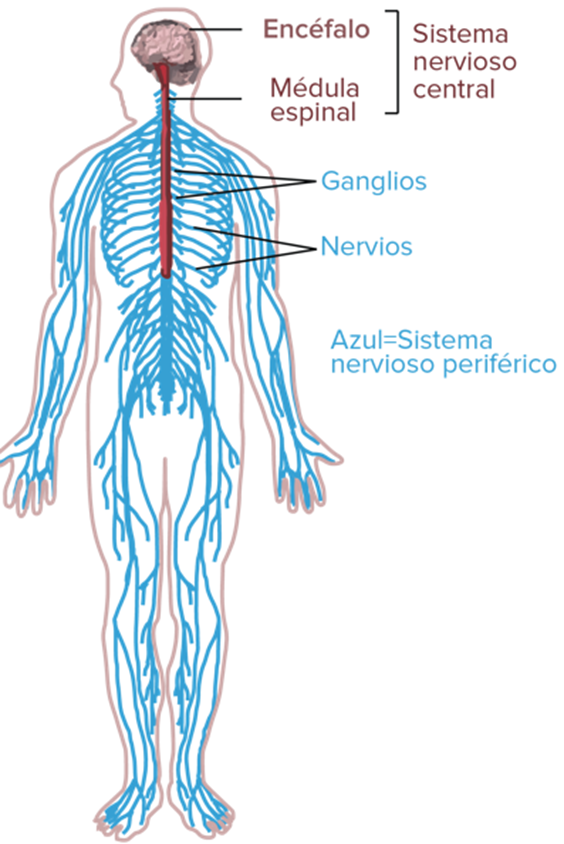 Encéfalo
Médula
espinal
Sistema
nervioso
central
Ganglios
Nervios
Azul=Sistema
nervioso periférico